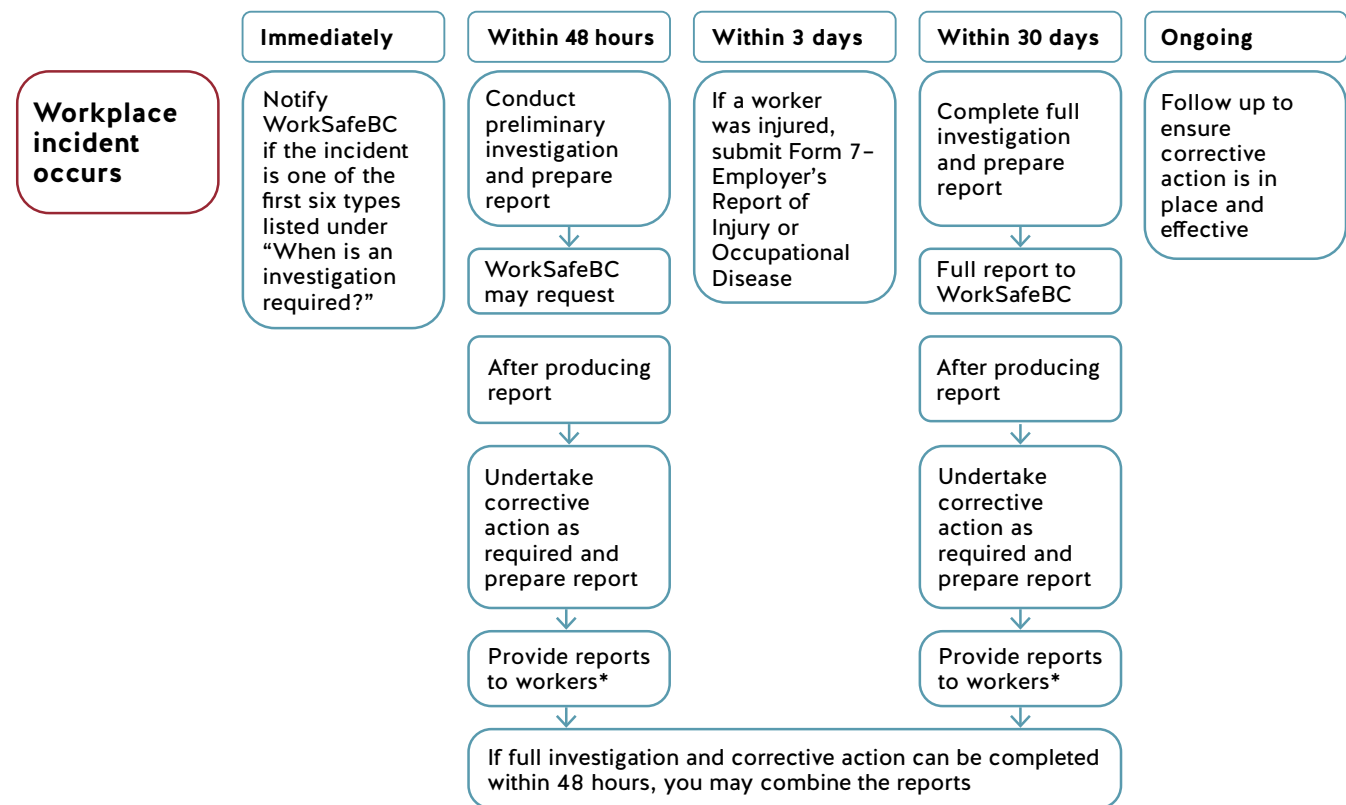 Workplace
incident
occurs
Immediately
Notify
WorkSafeBC
if the incident
is one of the
first six types
listed under
“When is an
investigation
required?”
Within 48 hours
Conduct
preliminary
investigation
and prepare
report
WorkSafeBC
may request
After producing
report
Undertake
corrective
action as
required and
prepare report
Provide reports
to workers*
Within 3 days
If a worker
was injured,
submit Form 7–
Employer’s
Report of
Injury or
Occupational
Disease
Within 30 days
Complete full
investigation
and prepare
report
Full report to
WorkSafeBC
After producing
report
Undertake
corrective
action as
required and
prepare report
Provide reports
to workers*
If full investigation and corrective action can be completed
within 48 hours, you may combine the reports
Ongoing
Follow up to
ensure
corrective
action is in
place and
effective